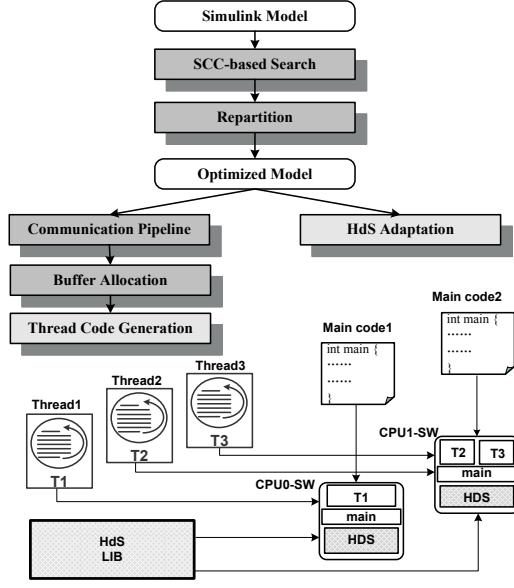 Simulink Model
SCC-based Search
Repartition
Optimized Model
Communication Pipeline
HdS Adaptation
Buffer Allocation
Thread Code Generation
Main code2
Main code1
int main {
......
......
}
int main {
......
......
}
Thread3
Thread2
Thread1
T3
T2
T1
CPU1-SW
T2 T3
main
HDS
CPU0-SW
T1
main
HDS
HdS
LIB